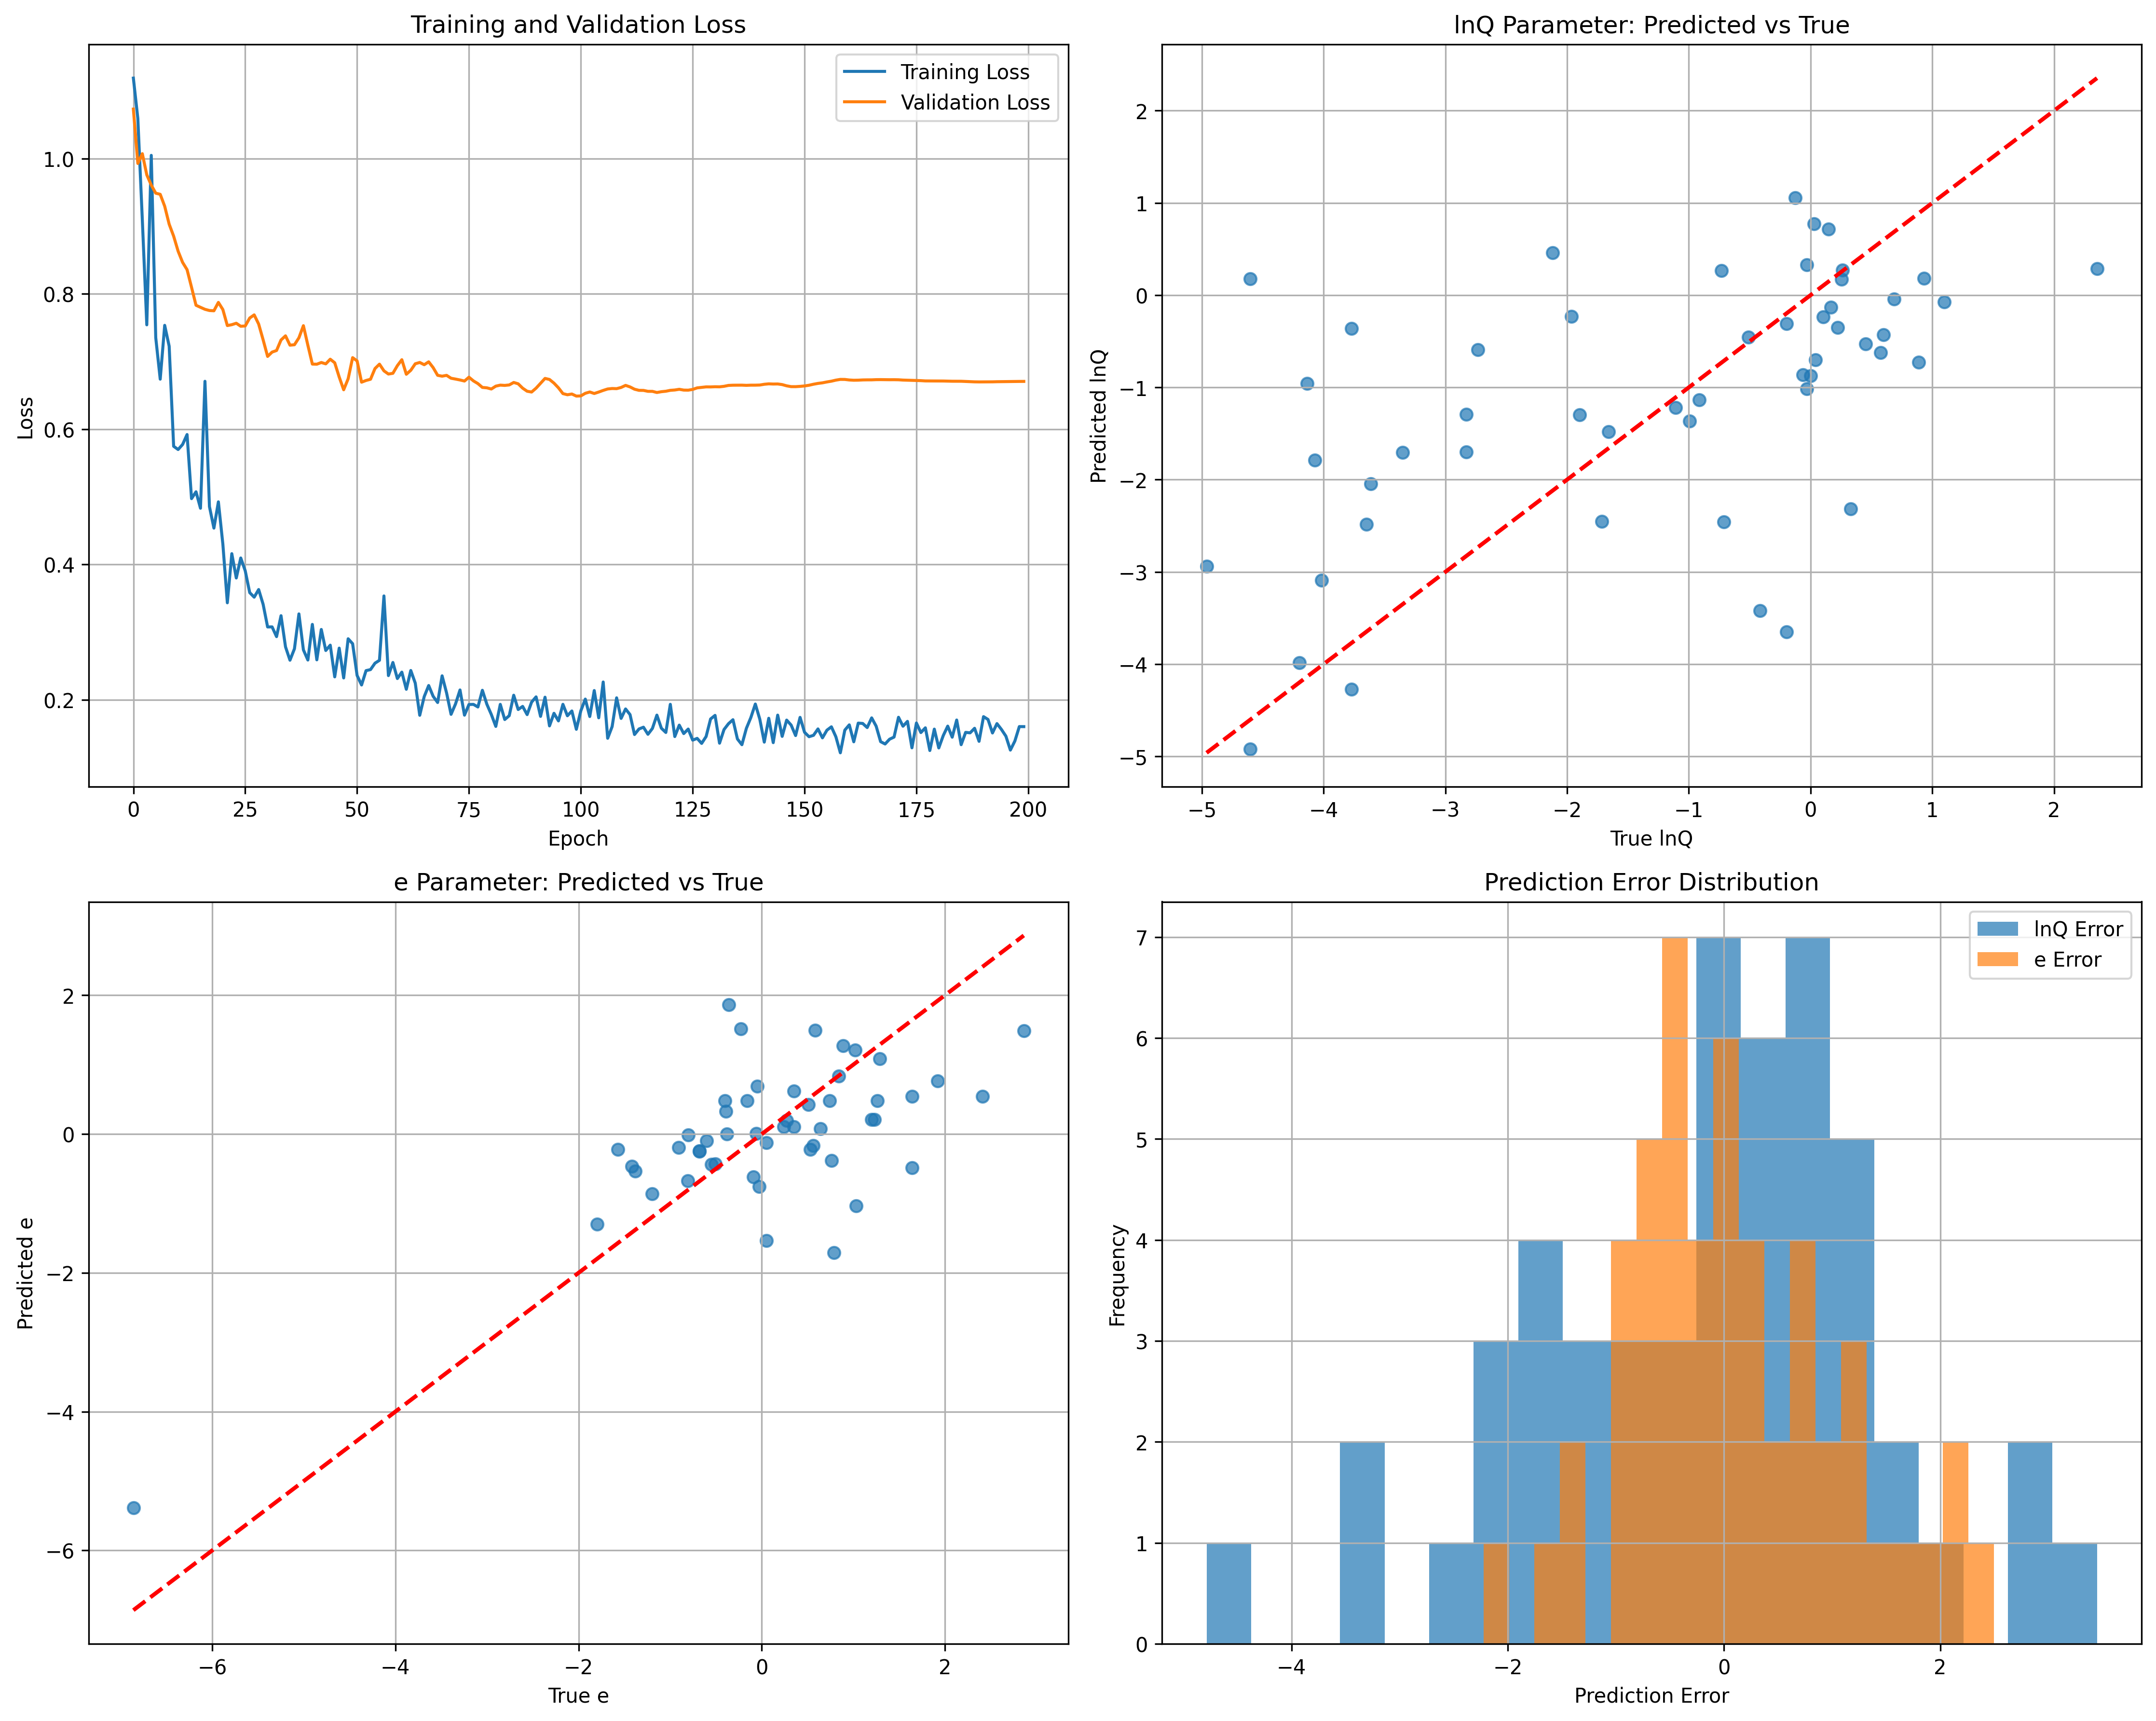 Training and Validation Loss
Training Loss
Validation Loss
1.0
0.8
0.6
0.4
0.2
Loss
0 25 50 75 100 125 150 175 200
Epoch
lnQ Parameter: Predicted vs True
2
1
0
−1
−2
−3
−4
−5
Predicted lnQ
−5 −4 −3 −2 −1 0 1 2
True lnQ
e Parameter: Predicted vs True
2
0
−2
−4
−6
Predicted e
−6 −4 −2 0 2
True e
Prediction Error Distribution
lnQ Error
e Error
7
6
5
4
3
2
1
0
Frequency
−4 −2 0 2
Prediction Error